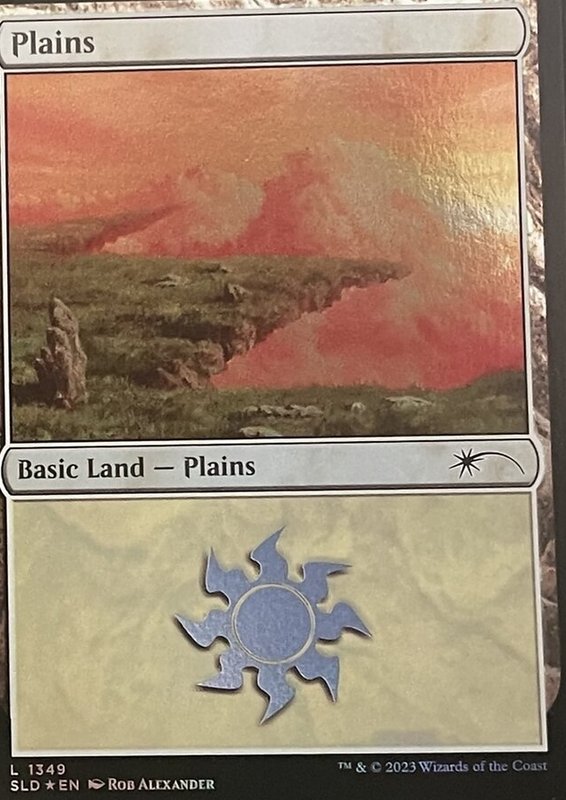 Plains
Basic Land — Plains
L 1349
SLD ★ EN Rob Alexander
™ & © 2023 Wizards of the Coast